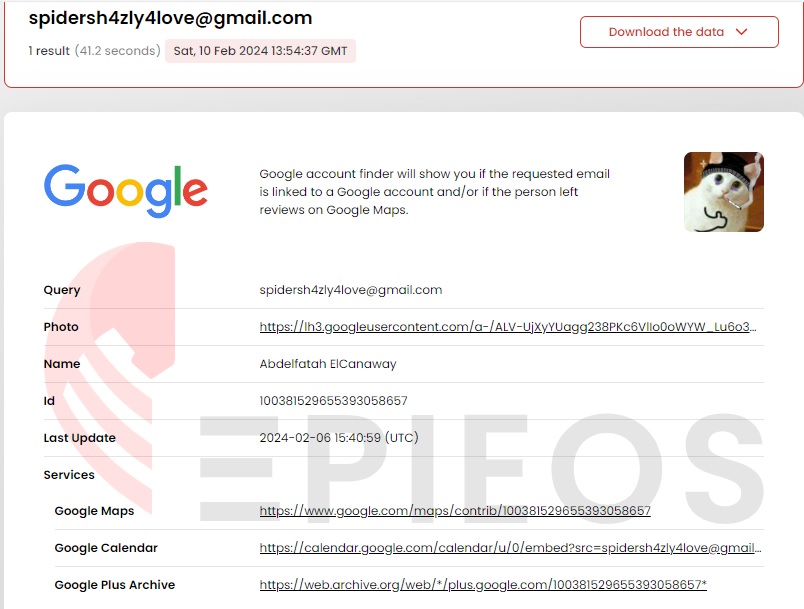 spidersh4zly4love@gmail.com
Download the data
1 result (41.2 seconds) Sat, 10 Feb 2024 13:54:37 GMT
Google
Google account finder will show you if the requested email
is linked to a Google account and/or if the person left
reviews on Google Maps.
Query spidersh4zly4love@gmail.com
Photo https://lh3.googleusercontent.com/a-/ALV-UjXyYUagg238PKc6VIIo0oWYW_Lu6o3...
Name Abdelfatah ElCanaway
Id 100381529655393058657
Last Update 2024-02-06 15:40:59 (UTC)
EPIEOS
Services
Google Maps https://www.google.com/maps/contrib/100381529655393058657
Google Calendar https://calendar.google.com/calendar/u/0/embed?src=spidersh4zly4love@gmail...
Google Plus Archive https://web.archive.org/web/*/plus.google.com/100381529655393058657*